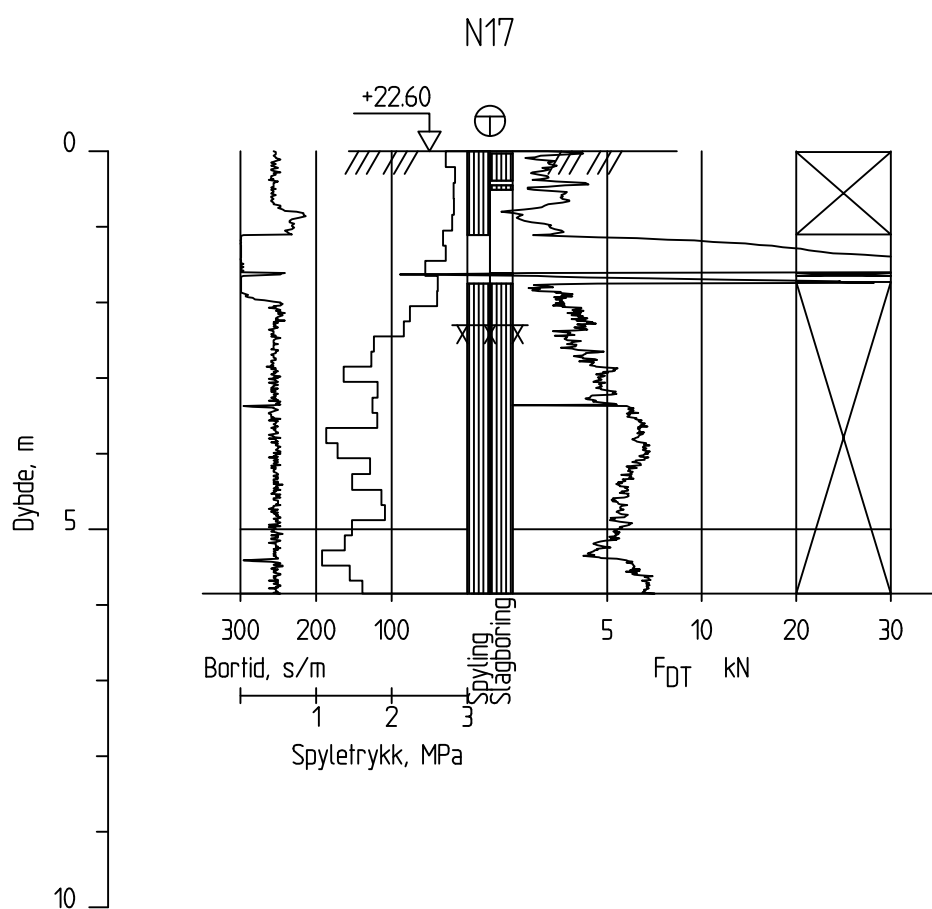 N17
+22.60
0
Dybde, m
5
300 200 100
5 10 20 30
Bortid, s/m
Spyling
Slagboring
FDT kN
1 2 3
Spyletrykk, MPa
10